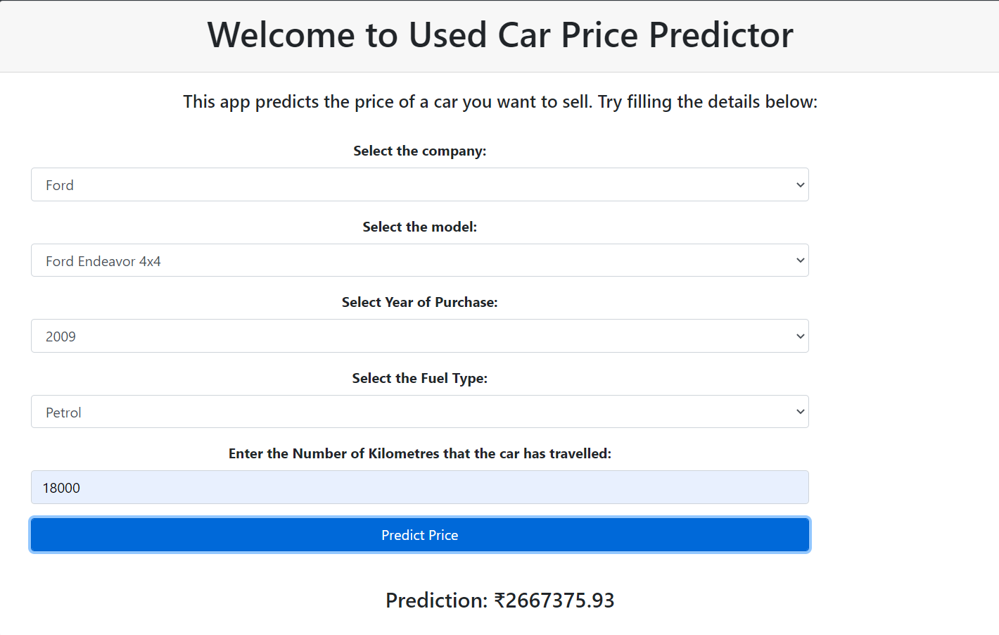 Welcome to Used Car Price Predictor
This app predicts the price of a car you want to sell. Try filling the details below:
Select the company:
Ford
Select the model:
Ford Endeavor 4x4
Select Year of Purchase:
2009
Select the Fuel Type:
Petrol
Enter the Number of Kilometres that the car has travelled:
18000
Predict Price
Prediction: ₹2667375.93